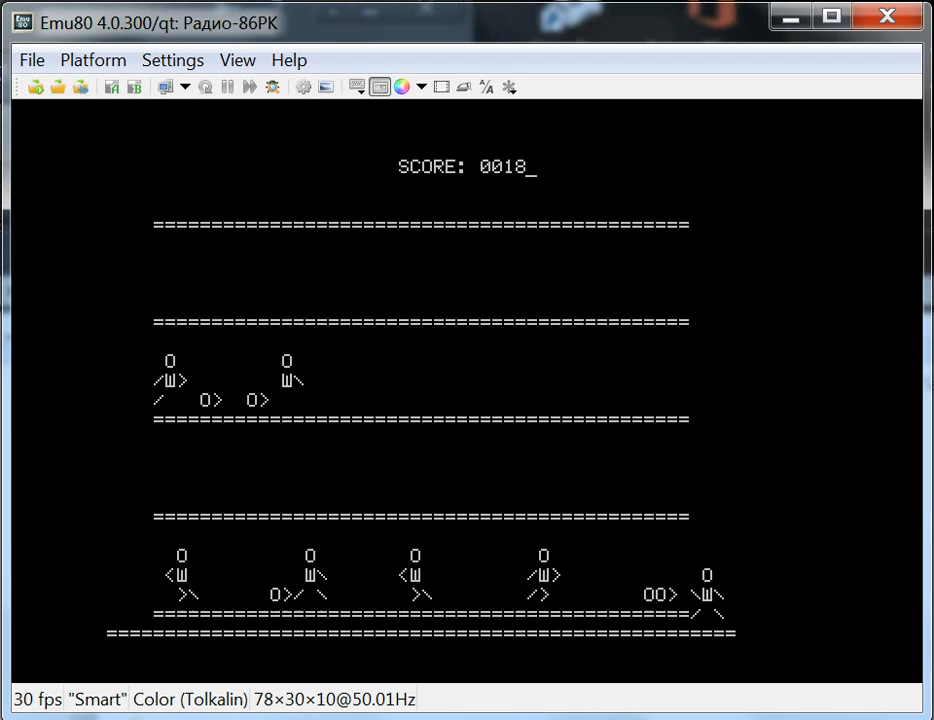 Emu80 4.0.300/qt: Радио-86РК
File Platform Settings View Help
SCORE: 0018_
==============================================
==============================================
O O
/Ш> Ш\
/ O> O>
==============================================
==============================================
O O O O
<Ш Ш\ <Ш /Ш> O
>\ O>/ \ >\ /> OO> \Ш\
==============================================/ \
======================================================
30 fps "Smart" Color (Tolkalin) 78×30×10@50.01Hz